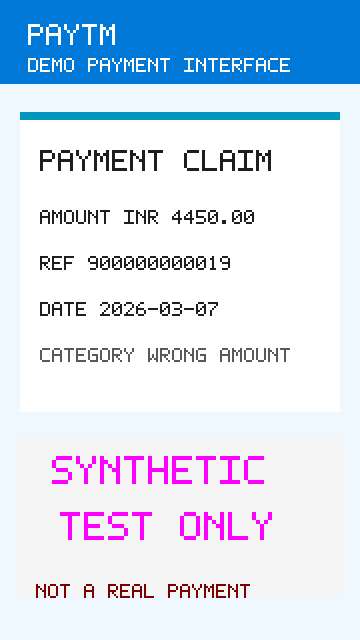 PAYTM
DEMO PAYMENT INTERFACE
PAYMENT CLAIM
AMOUNT INR 4450.00
REF 900000000019
DATE 2026-03-07
CATEGORY WRONG AMOUNT
SYNTHETIC
TEST ONLY
NOT A REAL PAYMENT